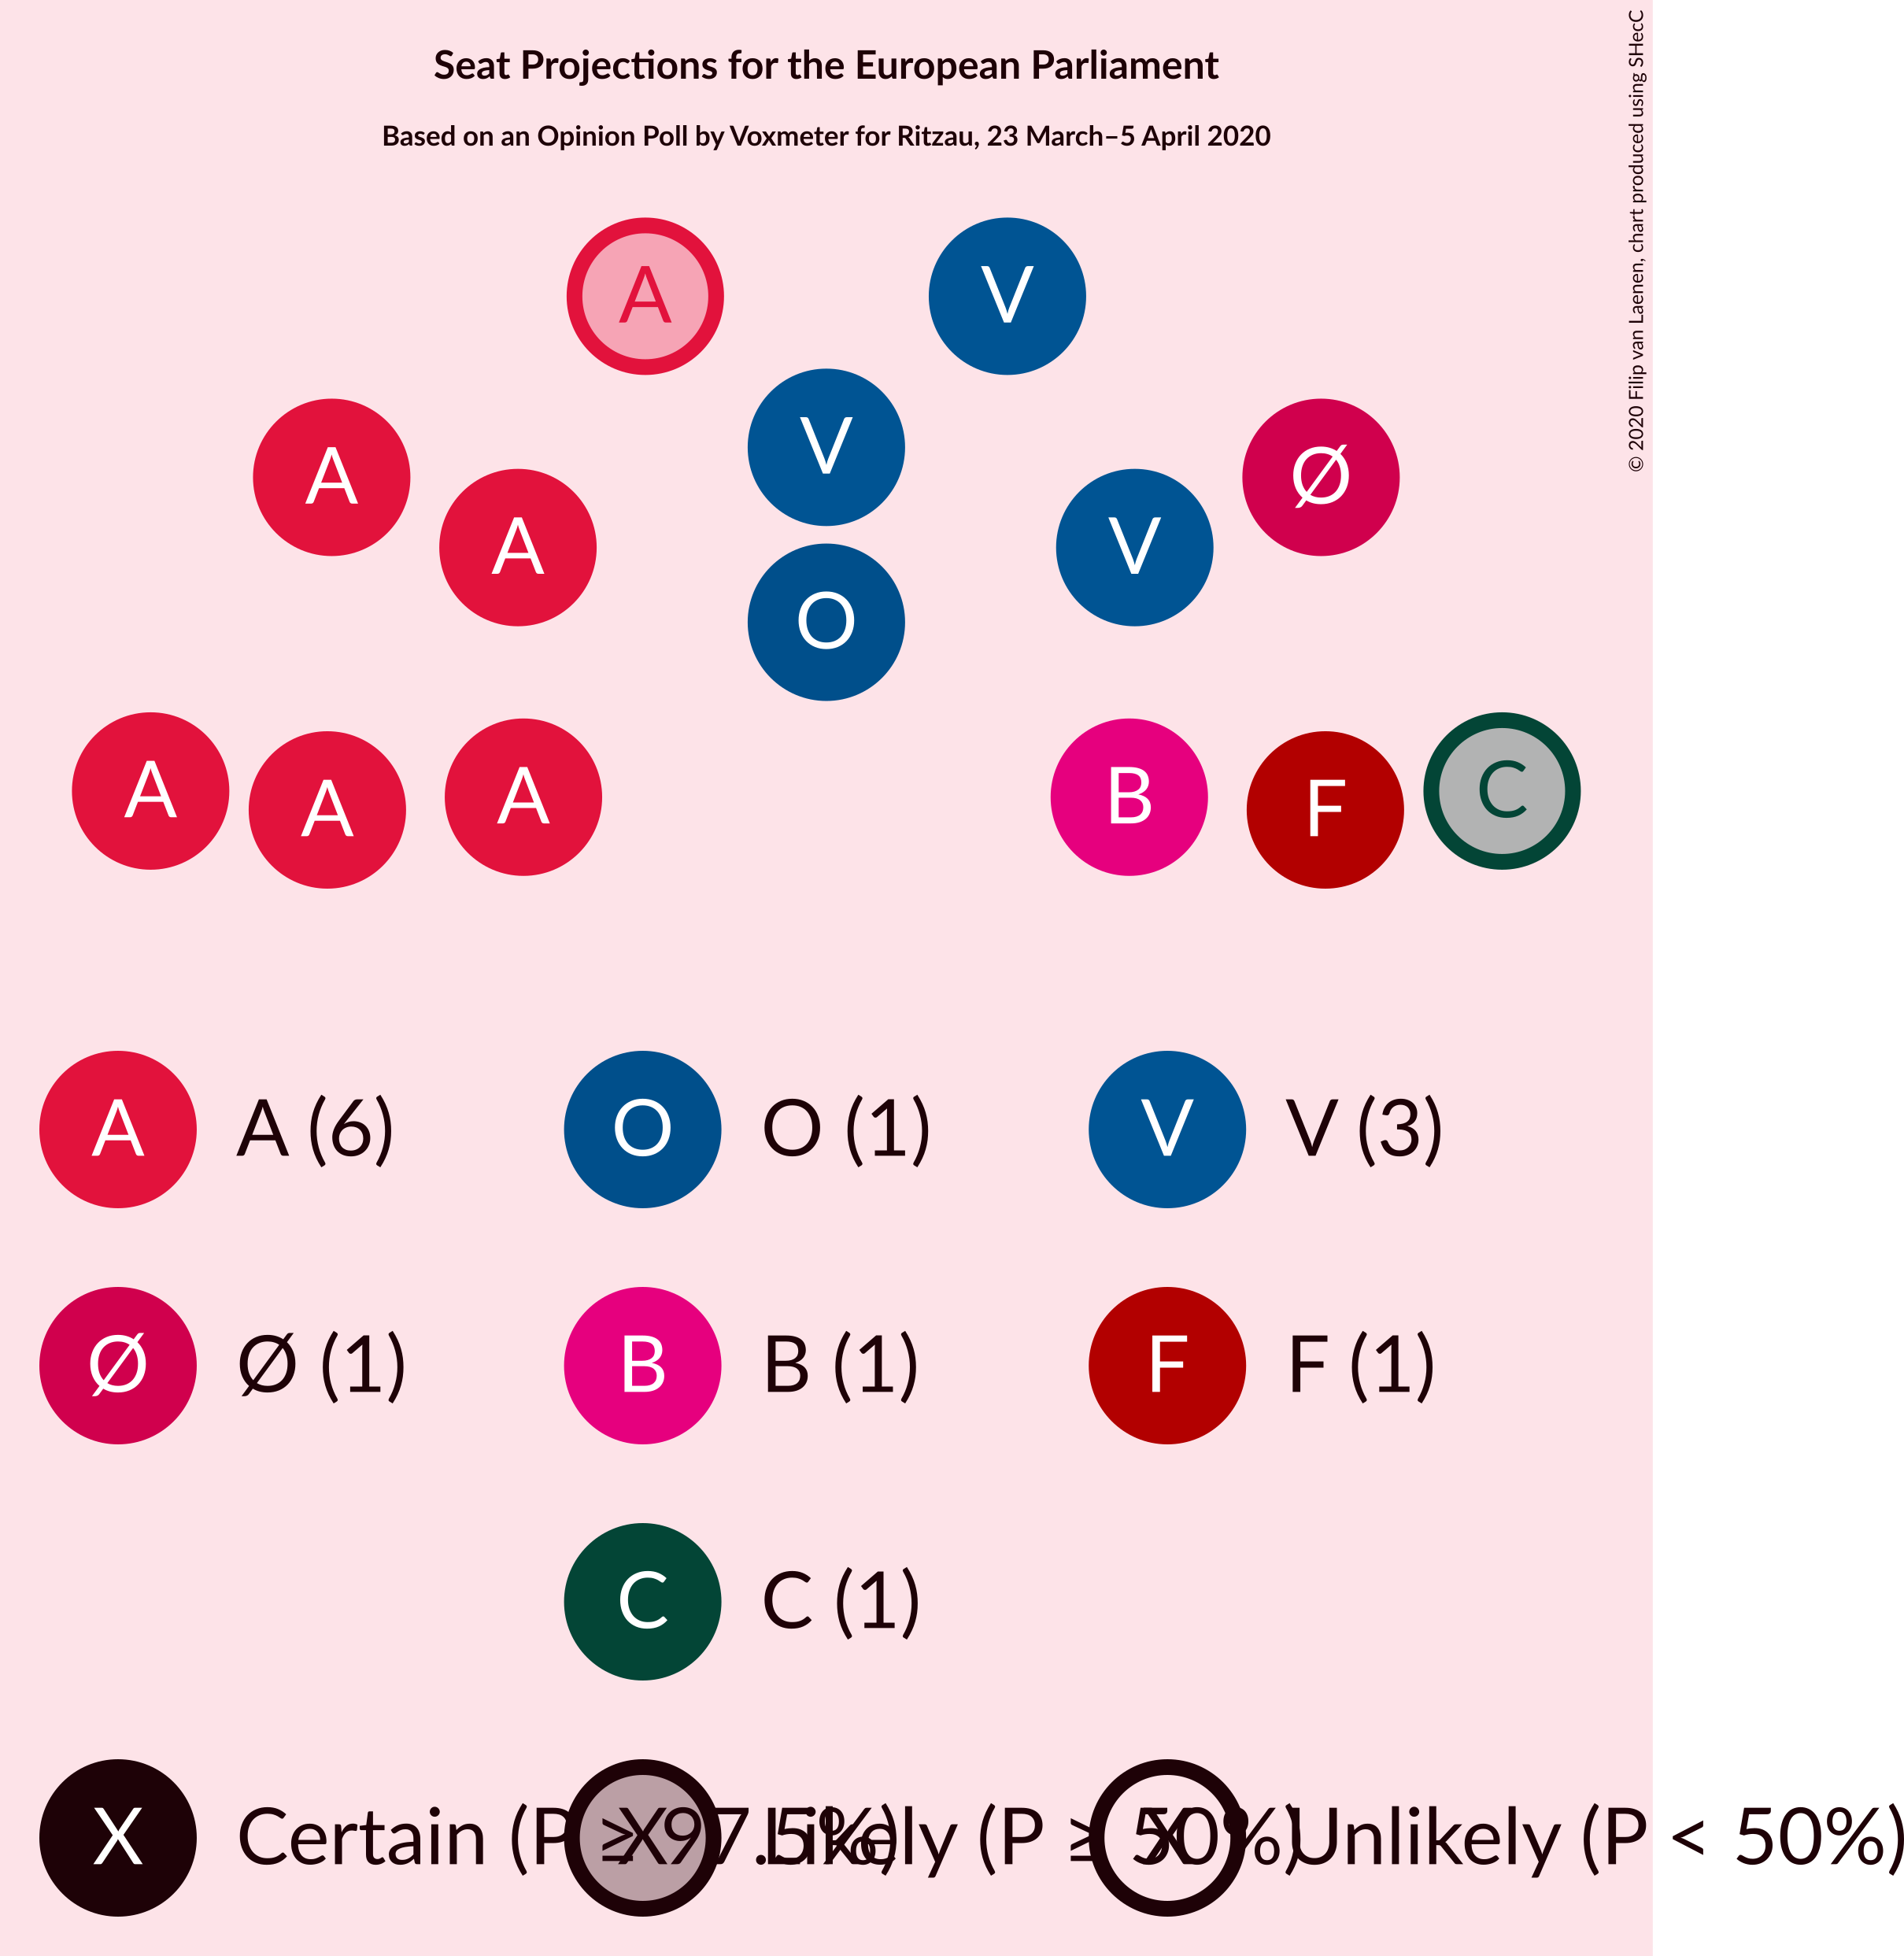 Seat Projections for the European Parliament
Based on an Opinion Poll by Voxmeter for Ritzau, 23 March–5 April 2020
© 2020 Filip van Laenen, chart produced using SHecC
A V
V
A Ø
A V
O
A C
A B
A F
A A (6) O O (1) V V (3)
Ø Ø (1) B B (1) F F (1)
C C (1)
X Certain (P ≥ 97.5%) X Likely (P ≥ 50%) X Unlikely (P < 50%)